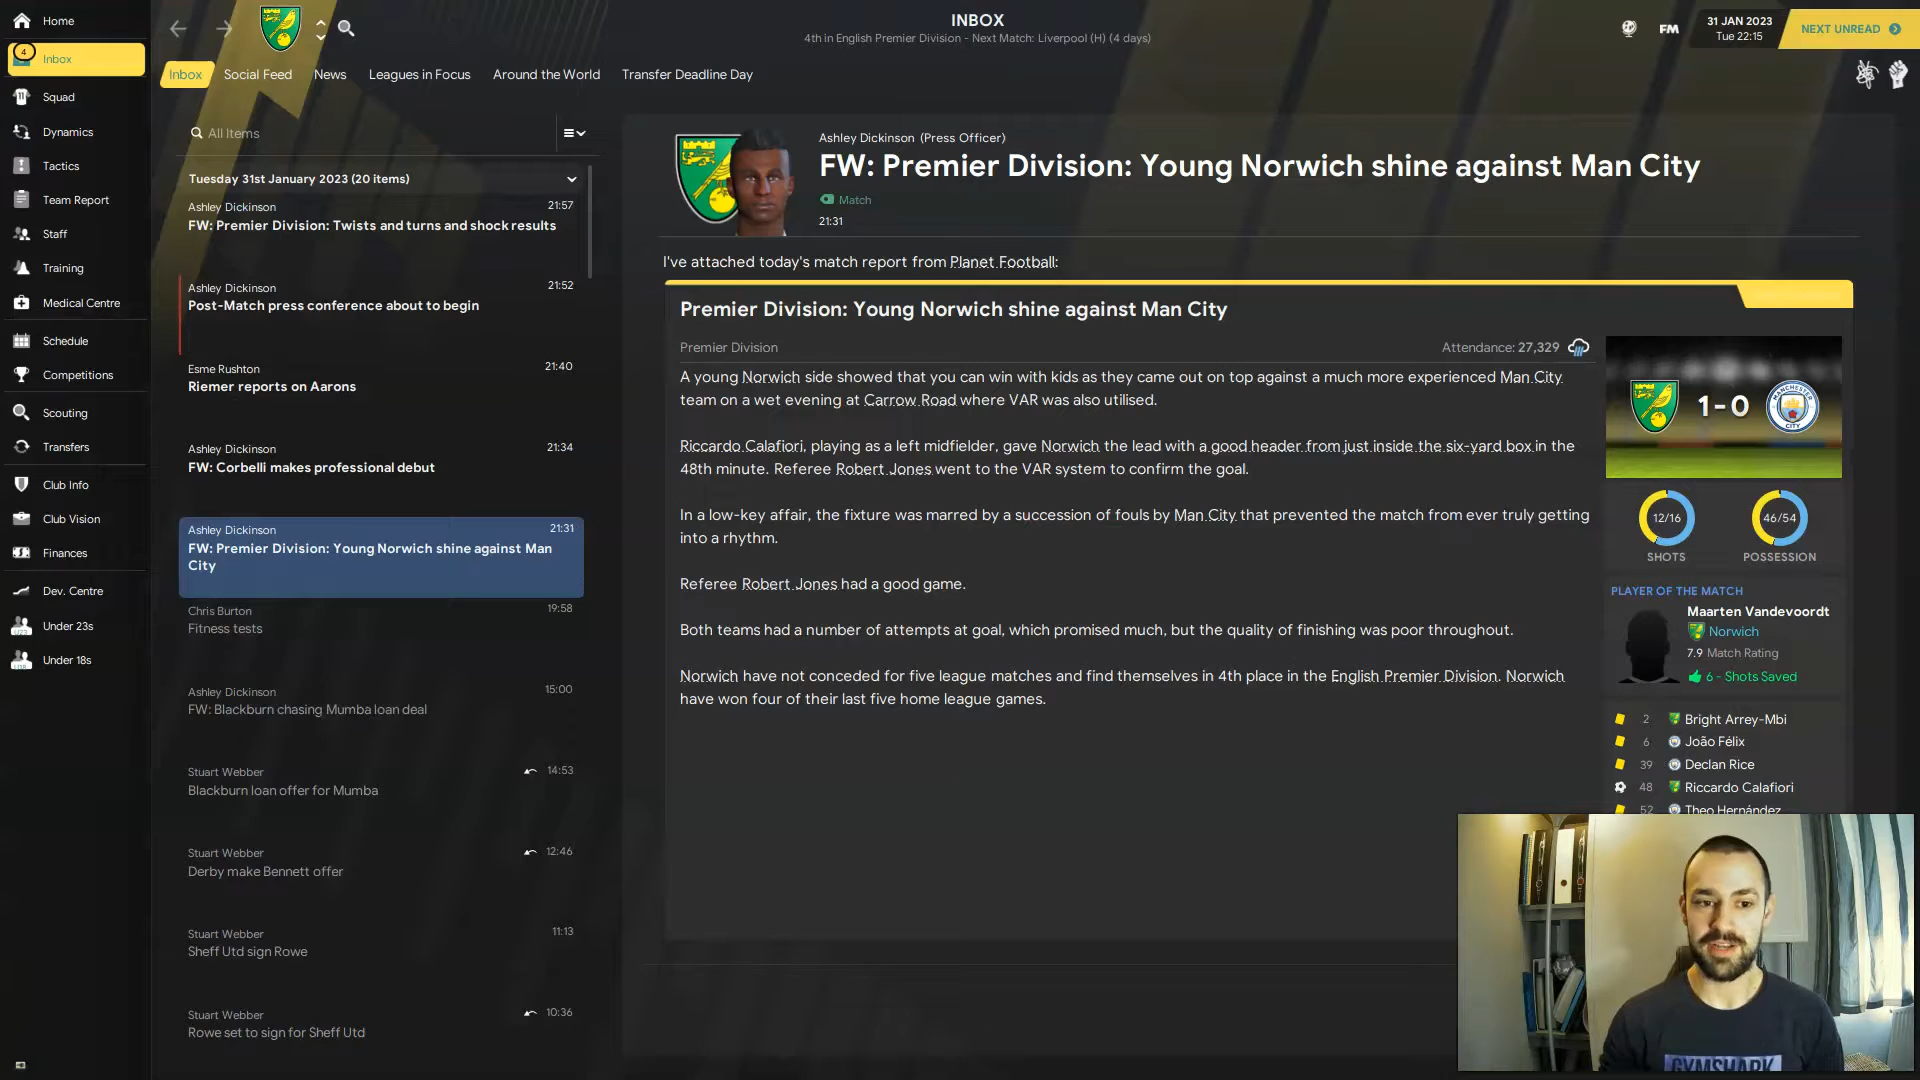 Home
Inbox
4
Squad
Dynamics
Tactics
Team Report
Staff
Training
Medical Centre
Schedule
Competitions
Scouting
Transfers
Club Info
Club Vision
Finances
Dev. Centre
Under 23s
Under 18s
INBOX
4th in English Premier Division - Next Match: Liverpool (H) (4 days)
FM
31 JAN 2023
Tue 22:15
NEXT UNREAD
Inbox Social Feed News Leagues in Focus Around the World Transfer Deadline Day
All Items
Tuesday 31st January 2023 (20 items)
Ashley Dickinson 21:57
FW: Premier Division: Twists and turns and shock results
Ashley Dickinson 21:52
Post-Match press conference about to begin
Esme Rushton 21:40
Riemer reports on Aarons
Ashley Dickinson 21:34
FW: Corbelli makes professional debut
Ashley Dickinson 21:31
FW: Premier Division: Young Norwich shine against Man
City
Chris Burton 19:58
Fitness tests
Ashley Dickinson 15:00
FW: Blackburn chasing Mumba loan deal
Stuart Webber 14:53
Blackburn loan offer for Mumba
Stuart Webber 12:46
Derby make Bennett offer
Stuart Webber 11:13
Sheff Utd sign Rowe
Stuart Webber 10:36
Rowe set to sign for Sheff Utd
Ashley Dickinson (Press Officer)
FW: Premier Division: Young Norwich shine against Man City
Match
21:31
I've attached today's match report from Planet Football:
Premier Division: Young Norwich shine against Man City
Premier Division Attendance: 27,329
A young Norwich side showed that you can win with kids as they came out on top against a much more experienced Man City
team on a wet evening at Carrow Road where VAR was also utilised.
Riccardo Calafiori, playing as a left midfielder, gave Norwich the lead with a good header from just inside the six-yard box in the
48th minute. Referee Robert Jones went to the VAR system to confirm the goal.
In a low-key affair, the fixture was marred by a succession of fouls by Man City that prevented the match from ever truly getting
into a rhythm.
Referee Robert Jones had a good game.
Both teams had a number of attempts at goal, which promised much, but the quality of finishing was poor throughout.
Norwich have not conceded for five league matches and find themselves in 4th place in the English Premier Division. Norwich
have won four of their last five home league games.
1 - 0
12/16 46/54
SHOTS POSSESSION
PLAYER OF THE MATCH
Maarten Vandevoordt
Norwich
7.9 Match Rating
6 - Shots Saved
2 Bright Arrey-Mbi
6 João Félix
39 Declan Rice
48 Riccardo Calafiori
52 Theo Hernández
GYMSHARK